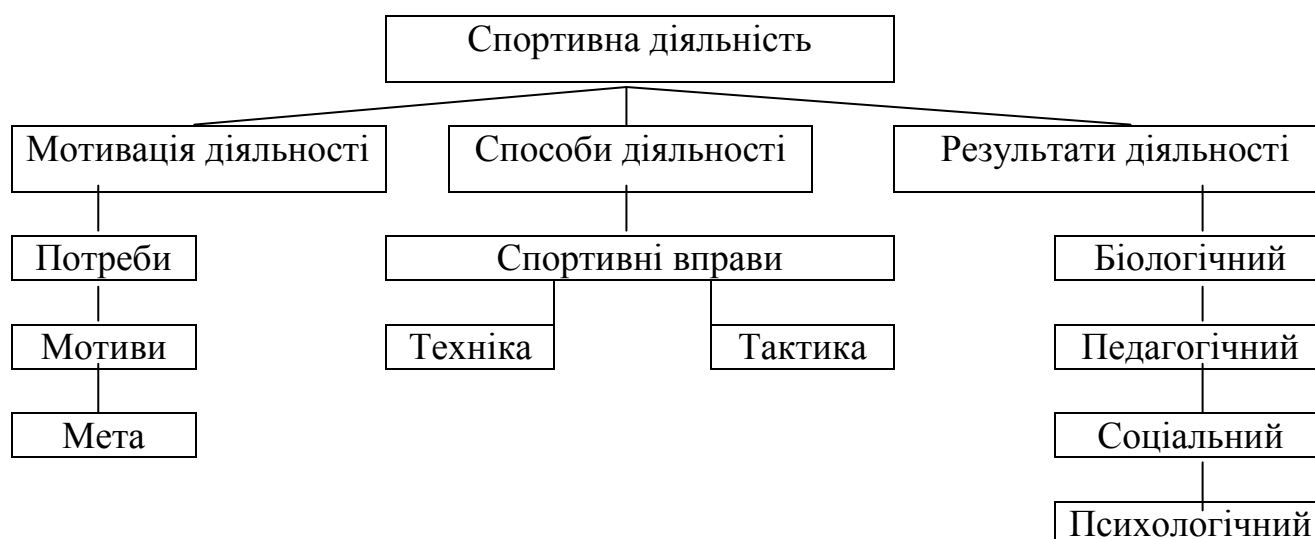 Спортивна діяльність
Мотивація діяльності
Способи діяльності
Результати діяльності
Потреби
Спортивні вправи
Біологічний
Мотиви
Техніка
Тактика
Педагогічний
Мета
Соціальний
Психологічний